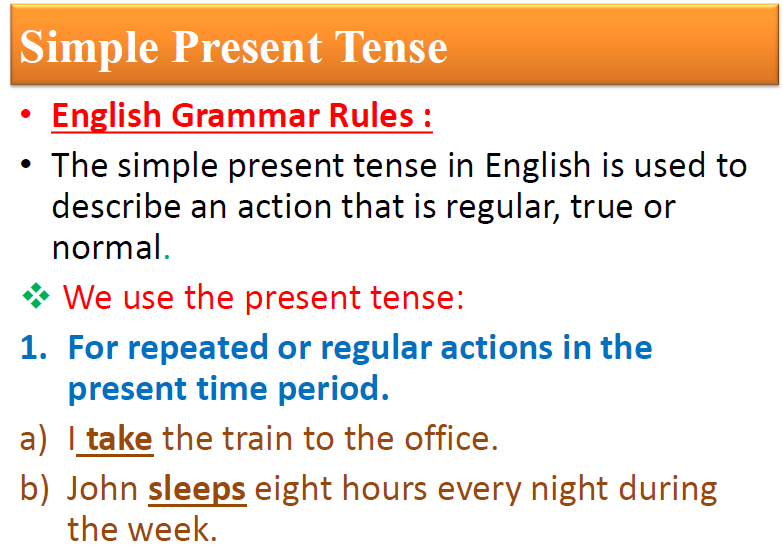 Simple Present Tense
• English Grammar Rules :
• The simple present tense in English is used to
describe an action that is regular, true or
normal.
❖ We use the present tense:
1. For repeated or regular actions in the
present time period.
a) I take the train to the office.
b) John sleeps eight hours every night during
the week.